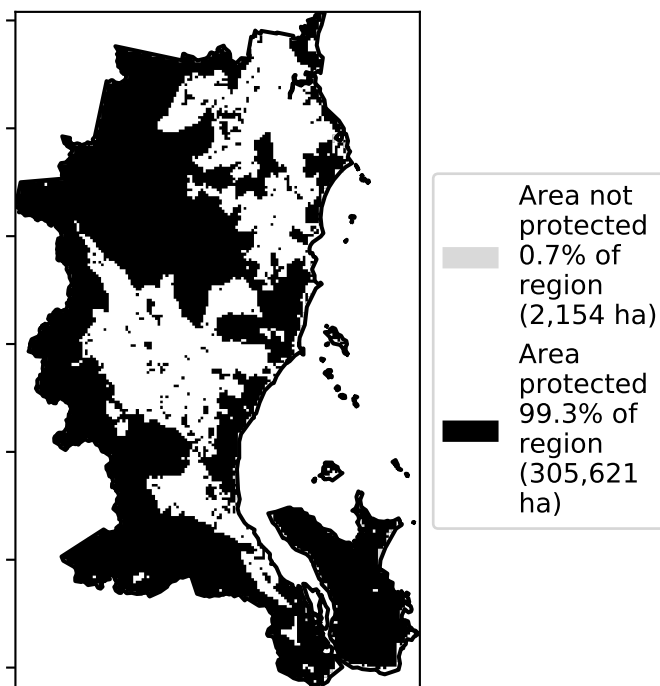 Area not
protected
0.7% of
region
(2,154 ha)
Area
protected
99.3% of
region
(305,621
ha)